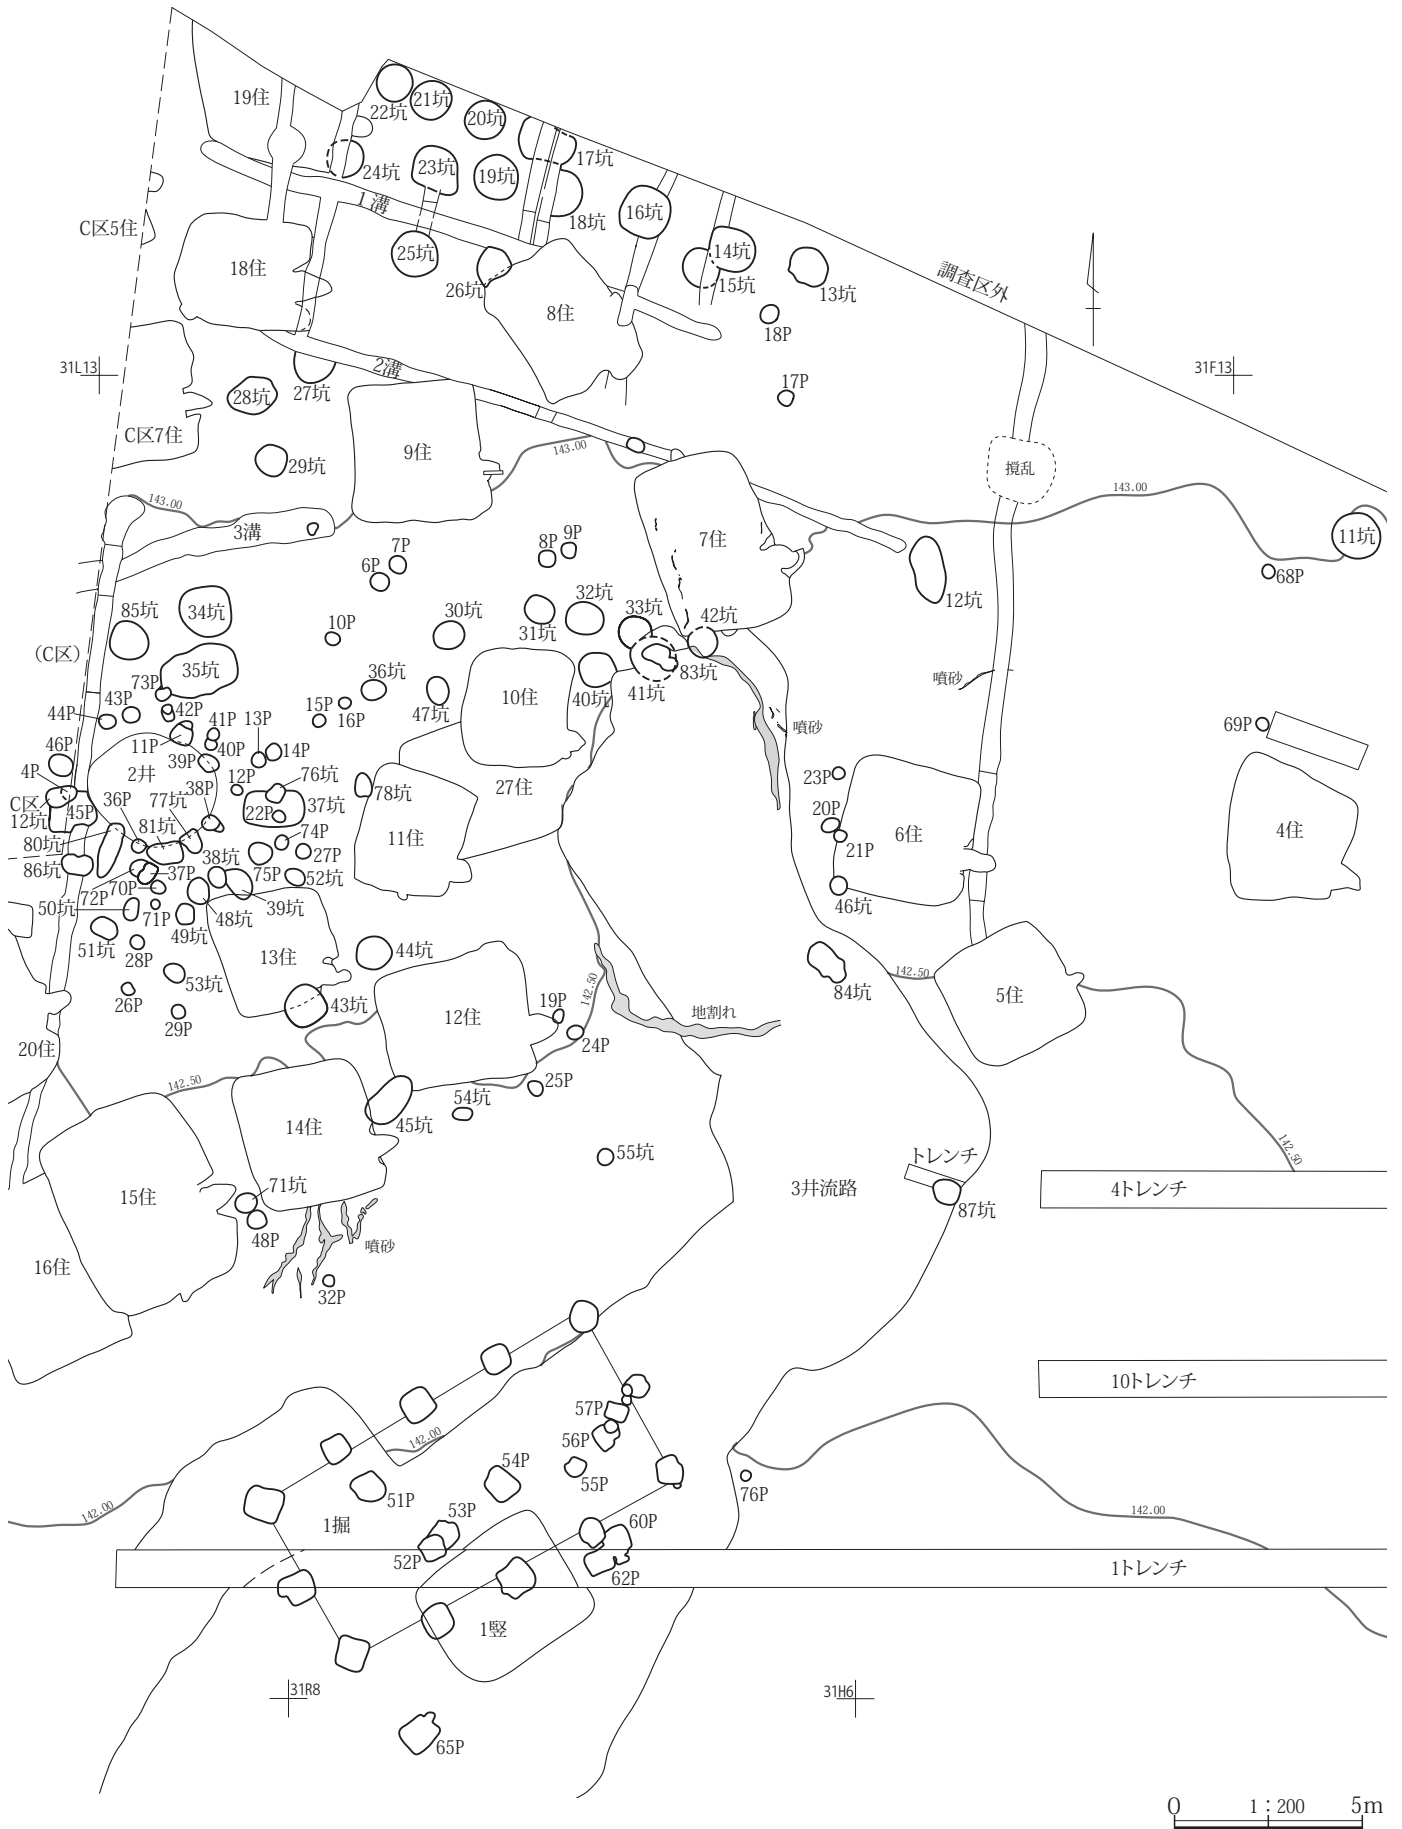 19住
22坑
21坑
20坑
17坑
24坑
23坑
19坑
1溝
18坑
16坑
C区5住
18住
25坑
26坑
14坑
15坑
13坑
調査区外
8住
18P
31L13
2溝
31F13
28坑
27坑
17P
C区7住
9住
143.00
29坑
撹乱
143.00
143.00
3溝
7住
11坑
7P
8P
9P
6P
68P
12坑
85坑
34坑
30坑
32坑
10P
31坑
33坑
42坑
(C区)
35坑
36坑
40坑
41坑
83坑
噴砂
73P
10住
43P
42P
15P
16P
47坑
44P
41P
13P
69P
噴砂
11P
40P
14P
46P
2井
39P
4P
12P
76坑
27住
78坑
23P
C区
12坑
45P
36P
77坑
38P
22P
37坑
20P
6住
4住
80坑
81坑
74P
11住
21P
86坑
38坑
27P
72P
70P
37P
75P
52坑
50坑
71P
48坑
39坑
46坑
51坑
49坑
28P
13住
44坑
53坑
142.50
84坑
5住
26P
43坑
142.50
19P
29P
12住
地割れ
20住
24P
142.50
25P
14住
45坑
54坑
142.50
55坑
トレンチ
71坑
15住
3井流路
4トレンチ
48P
87坑
噴砂
16住
32P
10トレンチ
57P
142.00
56P
54P
55P
76P
51P
142.00
53P
142.00
1掘
60P
52P
1トレンチ
62P
1竪
31R8
31H6
65P
0 1:200 5m